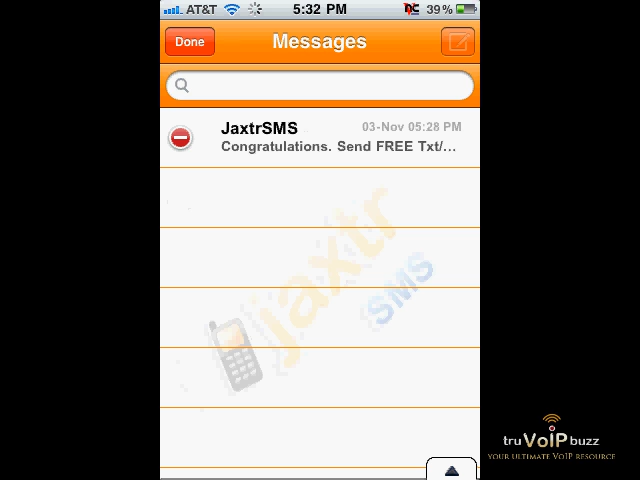 AT&T 5:32 PM 39%
Done Messages
JaxtrSMS 03-Nov 05:28 PM
Congratulations. Send FREE Txt/...
jaxtr
SMS
truVoIPbuzz
YOUR ULTIMATE VOIP RESOURCE